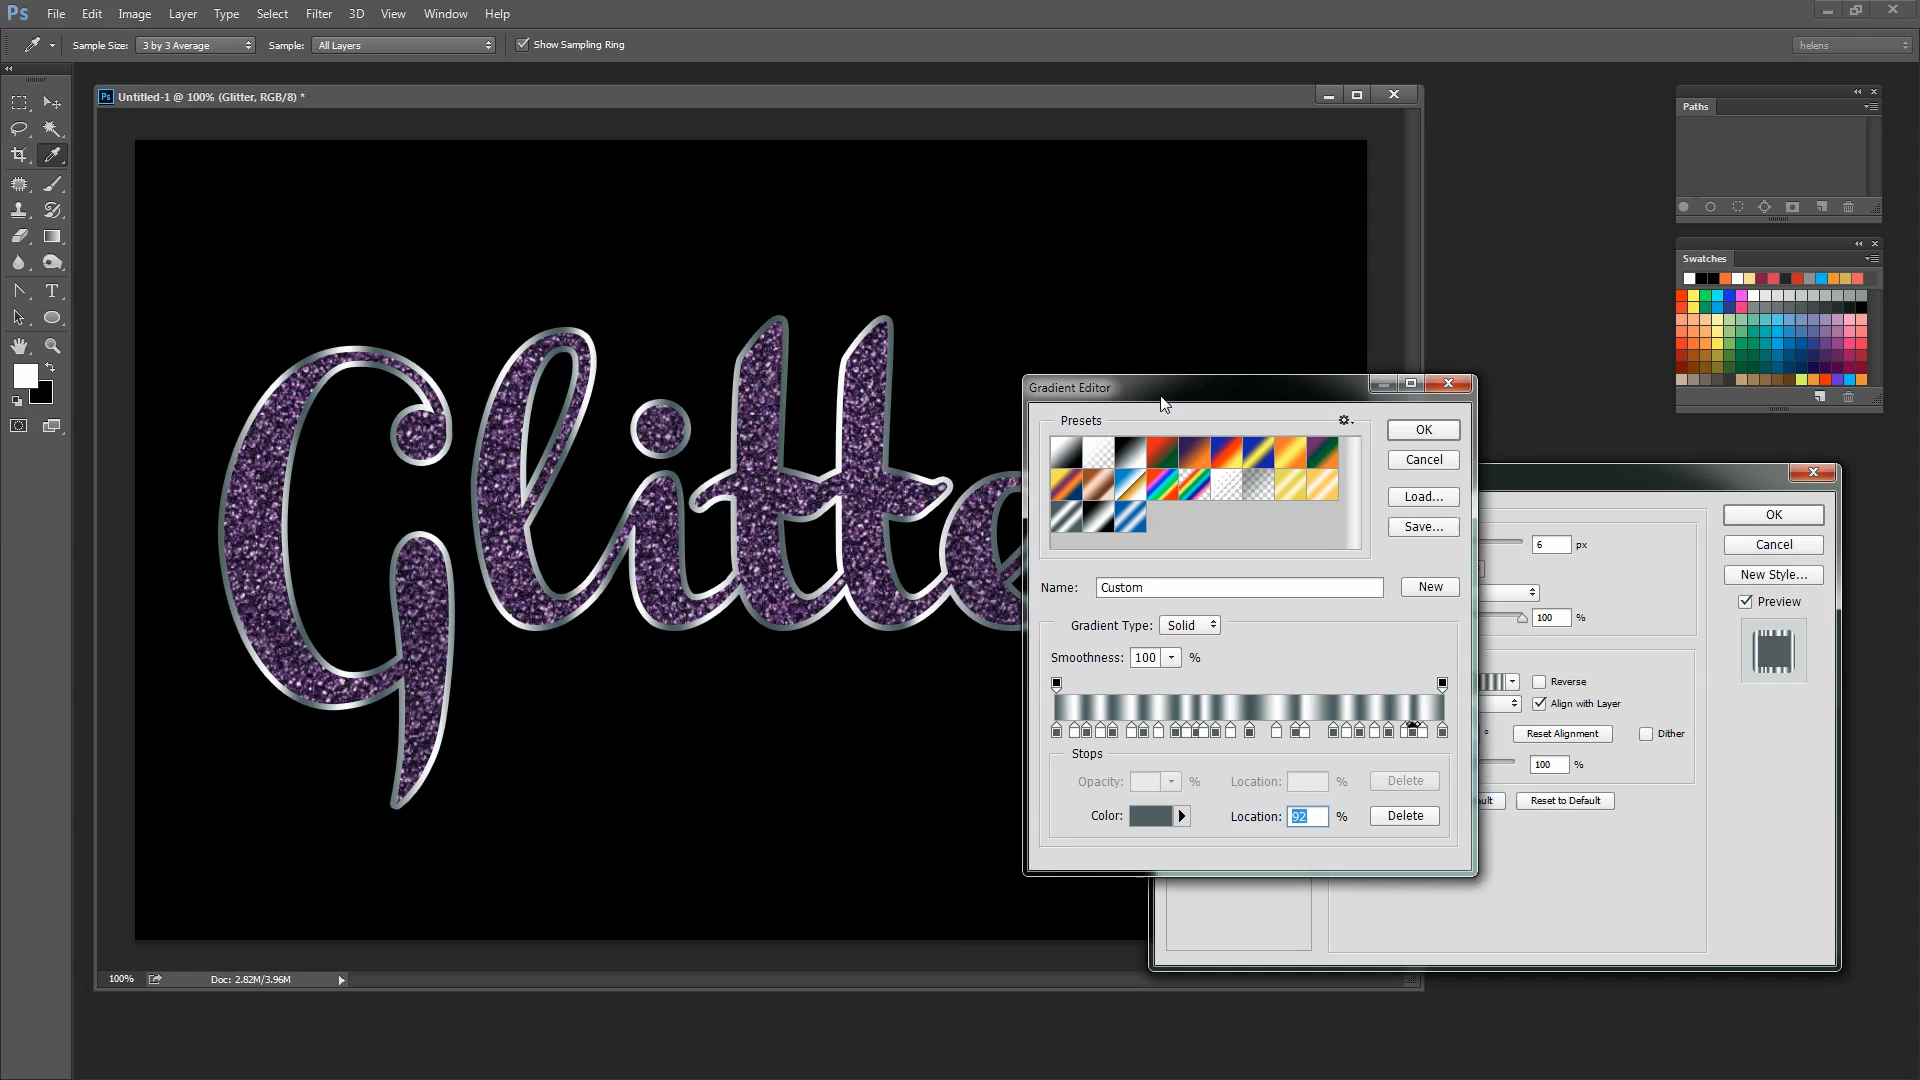 Ps File Edit Image Layer Type Select Filter 3D View Window Help
Sample Size: 3 by 3 Average Sample: All Layers Show Sampling Ring helens
Ps Untitled-1 @ 100% (Glitter, RGB/8) *
Paths
Swatches
Glitte
Gradient Editor
Presets
OK
Cancel
Load...
Save...
Name: Custom New
Gradient Type: Solid
Smoothness: 100 %
Stops
Opacity: % Location: % Delete
Color: Location: 92 % Delete
6 px
100 %
Reverse
Align with Layer
° Reset Alignment Dither
100 %
Reset to Default
OK
Cancel
New Style...
Preview
100% Doc: 2.82M/3.96M